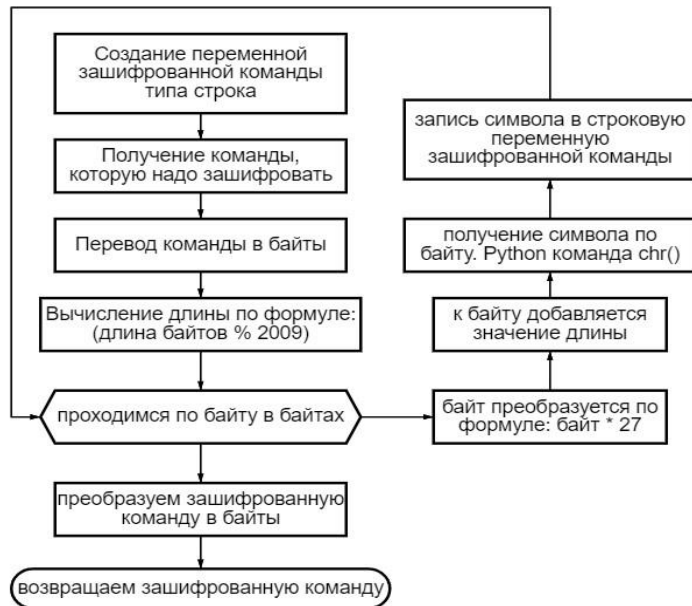 Создание переменной
зашифрованной команды
типа строка
Получение команды,
которую надо зашифровать
Перевод команды в байты
Вычисление длины по формуле:
(длина байтов % 2009)
проходимся по байту в байтах
байт преобразуется по
формуле: байт * 27
к байту добавляется
значение длины
получение символа по
байту. Python команда chr()
запись символа в строковую
переменную
зашифрованной команды
преобразуем зашифрованную
команду в байты
возвращаем зашифрованную команду